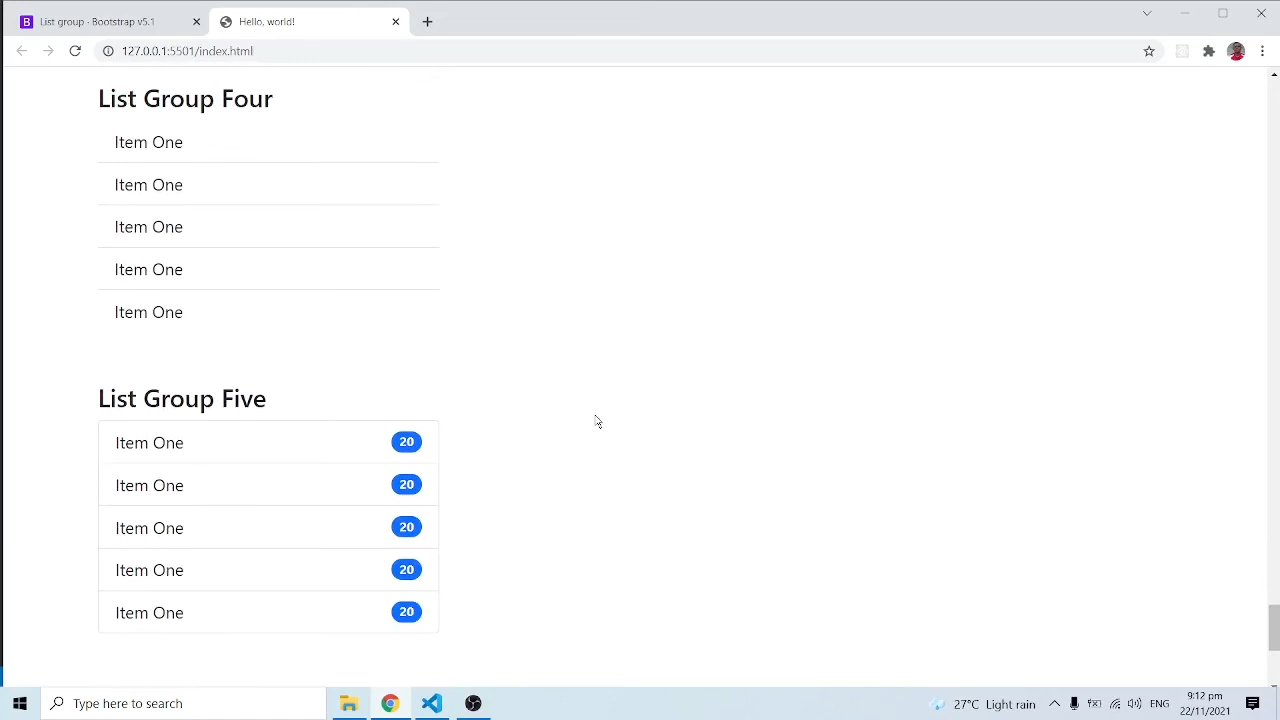 B List group · Bootstrap v5.1
Hello, world!
127.0.0.1:5501/index.html
List Group Four
Item One
Item One
Item One
Item One
Item One
List Group Five
Item One 20
Item One 20
Item One 20
Item One 20
Item One 20
Type here to search
27°C Light rain
ENG
9:12 pm
22/11/2021